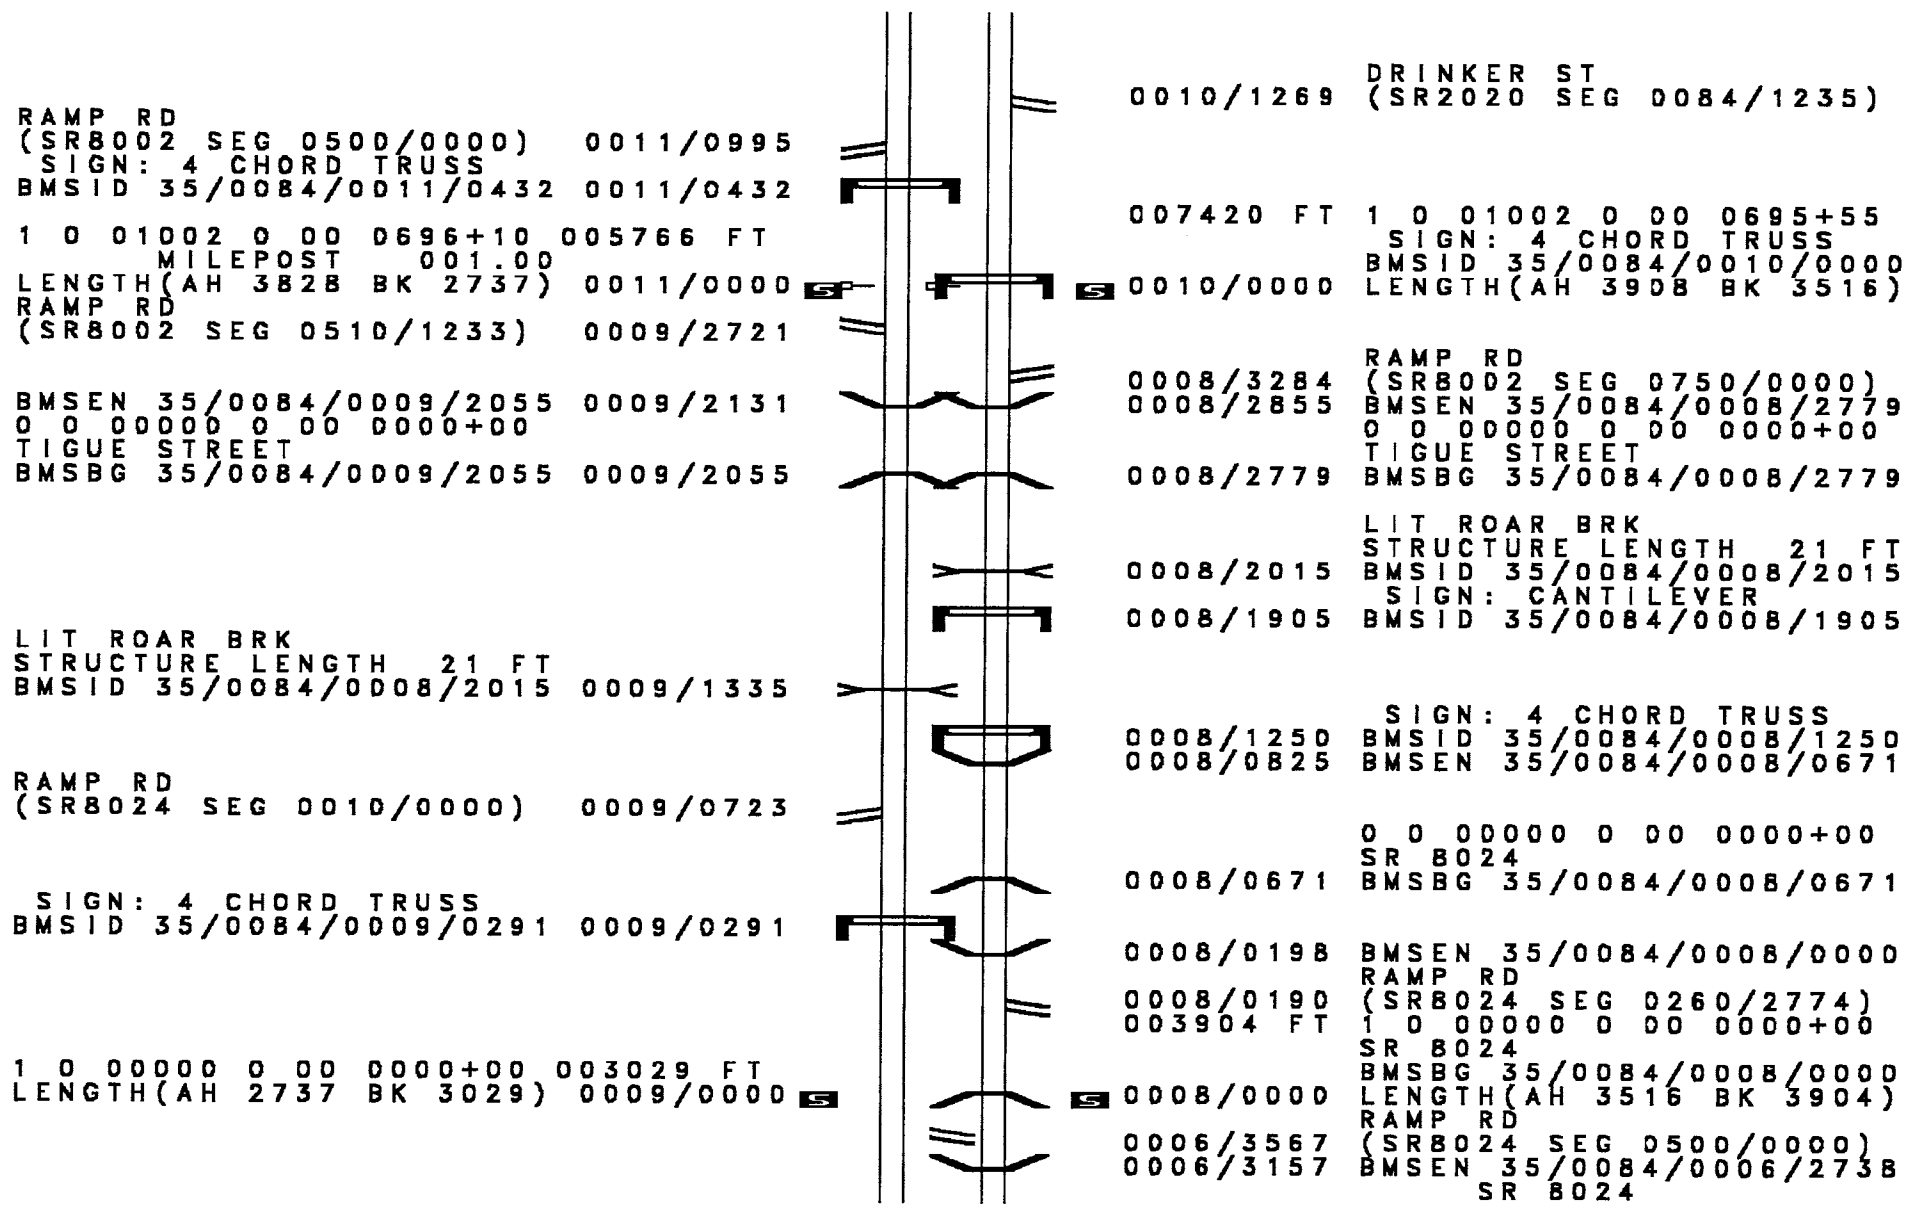 RAMP RD
(SR8002 SEG 0500/0000) 0011/0995
SIGN: 4 CHORD TRUSS
BMSID 35/0084/0011/0432 0011/0432
1 0 01002 0 00 0696+10 005766 FT
MILEPOST 001.00
LENGTH(AH 3828 BK 2737) 0011/0000 S
RAMP RD
(SR8002 SEG 0510/1233) 0009/2721
BMSEN 35/0084/0009/2055 0009/2131
0 0 00000 0 00 0000+00
TIGUE STREET
BMSBG 35/0084/0009/2055 0009/2055
LIT ROAR BRK
STRUCTURE LENGTH 21 FT
BMSID 35/0084/0008/2015 0009/1335
RAMP RD
(SR8024 SEG 0010/0000) 0009/0723
SIGN: 4 CHORD TRUSS
BMSID 35/0084/0009/0291 0009/0291
1 0 00000 0 00 0000+00 003029 FT
LENGTH(AH 2737 BK 3029) 0009/0000 S
DRINKER ST
0010/1269 (SR2020 SEG 0084/1235)
007420 FT 1 0 01002 0 00 0695+55
SIGN: 4 CHORD TRUSS
BMSID 35/0084/0010/0000
S 0010/0000 LENGTH(AH 3908 BK 3516)
RAMP RD
0008/3284 (SR8002 SEG 0750/0000)
0008/2855 BMSEN 35/0084/0008/2779
0 0 00000 0 00 0000+00
TIGUE STREET
0008/2779 BMSBG 35/0084/0008/2779
LIT ROAR BRK
STRUCTURE LENGTH 21 FT
0008/2015 BMSID 35/0084/0008/2015
SIGN: CANTILEVER
0008/1905 BMSID 35/0084/0008/1905
SIGN: 4 CHORD TRUSS
0008/1250 BMSID 35/0084/0008/1250
0008/0825 BMSEN 35/0084/0008/0671
0 0 00000 0 00 0000+00
SR 8024
0008/0671 BMSBG 35/0084/0008/0671
0008/0198 BMSEN 35/0084/0008/0000
RAMP RD
0008/0190 (SR8024 SEG 0260/2774)
003904 FT 1 0 00000 0 00 0000+00
SR 8024
BMSBG 35/0084/0008/0000
S 0008/0000 LENGTH(AH 3516 BK 3904)
RAMP RD
0006/3567 (SR8024 SEG 0500/0000)
0006/3157 BMSEN 35/0084/0006/2738
SR 8024